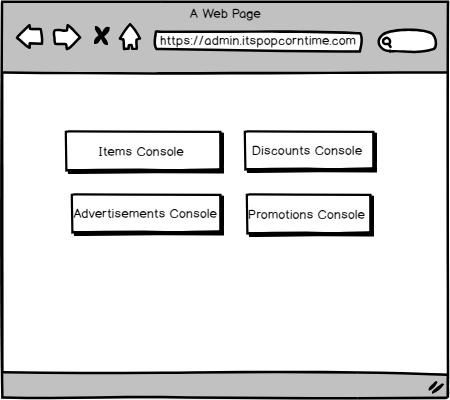 A Web Page
https://admin.itspopcorntime.com
Items Console
Discounts Console
Advertisements Console
Promotions Console